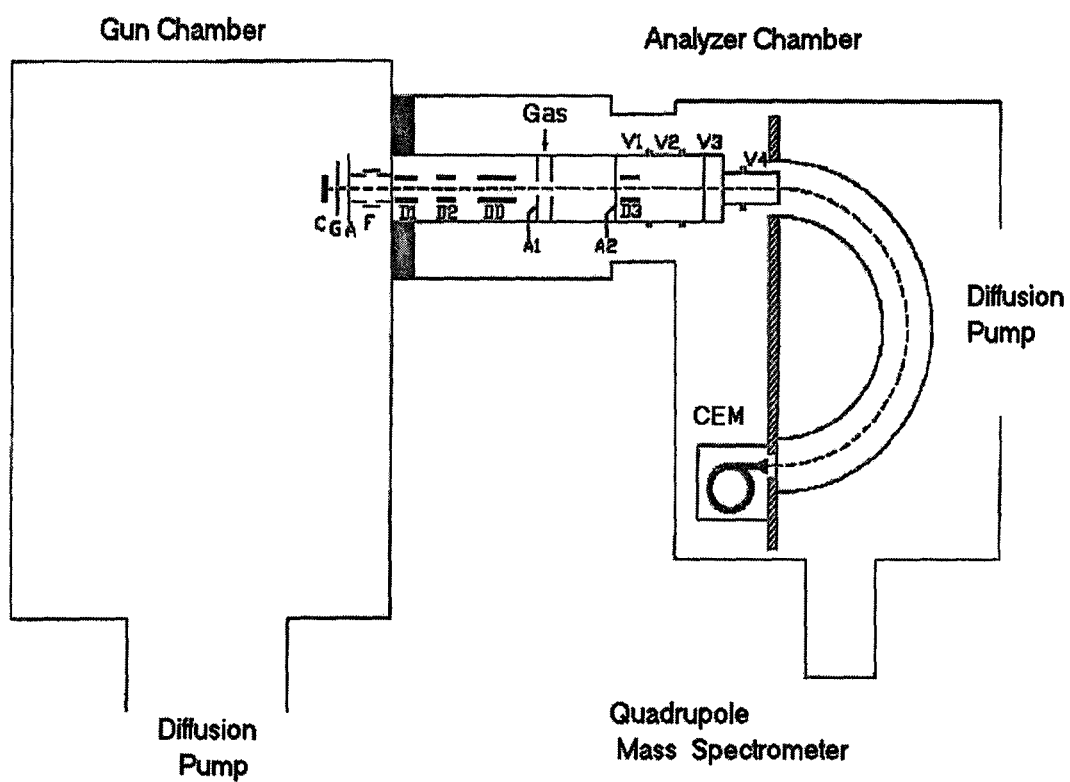 Gun Chamber
Analyzer Chamber
Gas
V1 V2 V3
V4
C G A F D1 D2 DD D3
A1 A2
Diffusion
Pump
CEM
Quadrupole
Mass Spectrometer
Diffusion
Pump